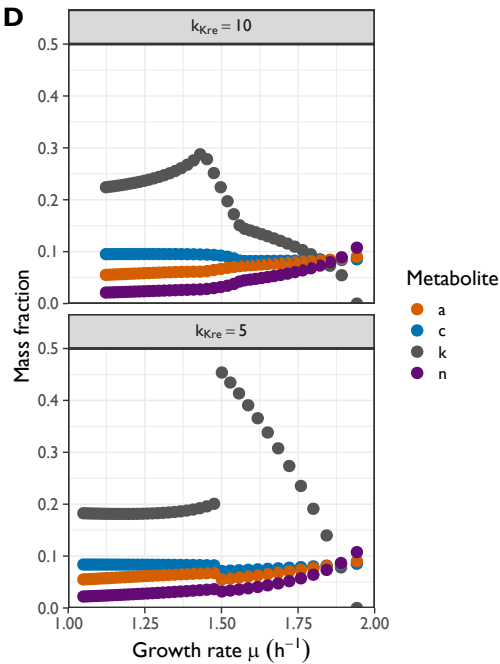 D
k_Kre = 10
0.5
0.4
0.3
0.2
0.1
0.0
k_Kre = 5
0.5
0.4
0.3
0.2
0.1
0.0
Mass fraction
1.00 1.25 1.50 1.75 2.00
Growth rate μ (h⁻¹)
Metabolite
a
c
k
n